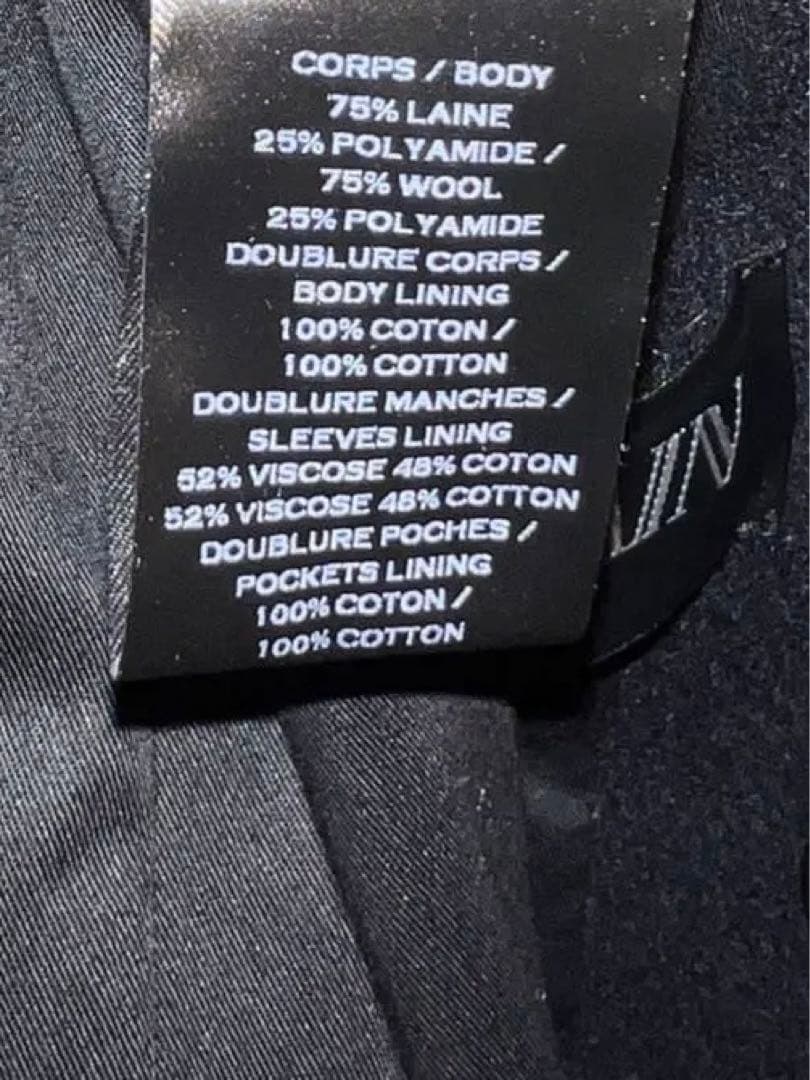 CORPS / BODY
75% LAINE
25% POLYAMIDE /
75% WOOL
25% POLYAMIDE
DOUBLURE CORPS /
BODY LINING
100% COTON /
100% COTTON
DOUBLURE MANCHES /
SLEEVES LINING
52% VISCOSE 48% COTON
52% VISCOSE 48% COTTON
DOUBLURE POCHES /
POCKETS LINING
100% COTON /
100% COTTON